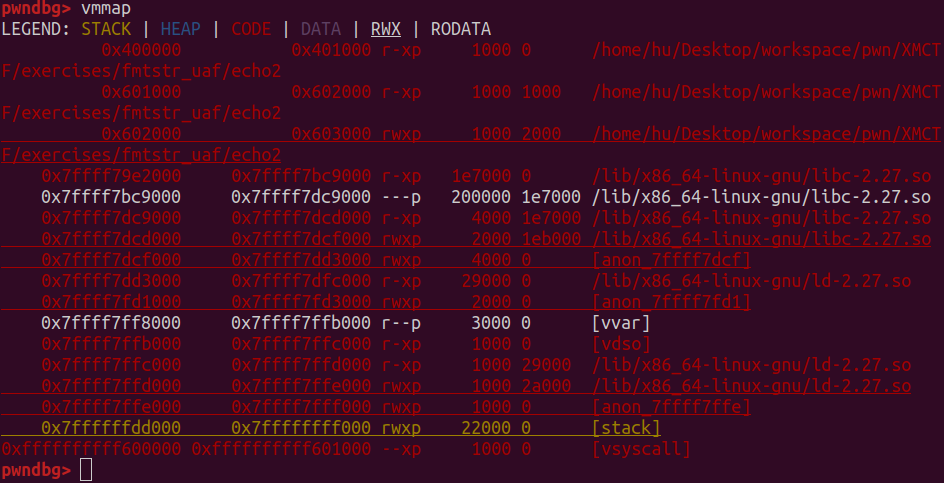 pwndbg> vmmap
LEGEND: STACK | HEAP | CODE | DATA | RWX | RODATA
0x400000 0x401000 r-xp 1000 0 /home/hu/Desktop/workspace/pwn/XMCT
F/exercises/fmtstr_uaf/echo2
0x601000 0x602000 r-xp 1000 1000 /home/hu/Desktop/workspace/pwn/XMCT
F/exercises/fmtstr_uaf/echo2
0x602000 0x603000 rwxp 1000 2000 /home/hu/Desktop/workspace/pwn/XMCT
F/exercises/fmtstr_uaf/echo2
0x7ffff79e2000 0x7ffff7bc9000 r-xp 1e7000 0 /lib/x86_64-linux-gnu/libc-2.27.so
0x7ffff7bc9000 0x7ffff7dc9000 ---p 200000 1e7000 /lib/x86_64-linux-gnu/libc-2.27.so
0x7ffff7dc9000 0x7ffff7dcd000 r-xp 4000 1e7000 /lib/x86_64-linux-gnu/libc-2.27.so
0x7ffff7dcd000 0x7ffff7dcf000 rwxp 2000 1eb000 /lib/x86_64-linux-gnu/libc-2.27.so
0x7ffff7dcf000 0x7ffff7dd3000 rwxp 4000 0 [anon_7ffff7dcf]
0x7ffff7dd3000 0x7ffff7dfc000 r-xp 29000 0 /lib/x86_64-linux-gnu/ld-2.27.so
0x7ffff7fd1000 0x7ffff7fd3000 rwxp 2000 0 [anon_7ffff7fd1]
0x7ffff7ff8000 0x7ffff7ffb000 r--p 3000 0 [vvar]
0x7ffff7ffb000 0x7ffff7ffc000 r-xp 1000 0 [vdso]
0x7ffff7ffc000 0x7ffff7ffd000 r-xp 1000 29000 /lib/x86_64-linux-gnu/ld-2.27.so
0x7ffff7ffd000 0x7ffff7ffe000 rwxp 1000 2a000 /lib/x86_64-linux-gnu/ld-2.27.so
0x7ffff7ffe000 0x7ffff7fff000 rwxp 1000 0 [anon_7ffff7ffe]
0x7ffffffdd000 0x7ffffffff000 rwxp 22000 0 [stack]
0xffffffffff600000 0xffffffffff601000 --xp 1000 0 [vsyscall]
pwndbg>